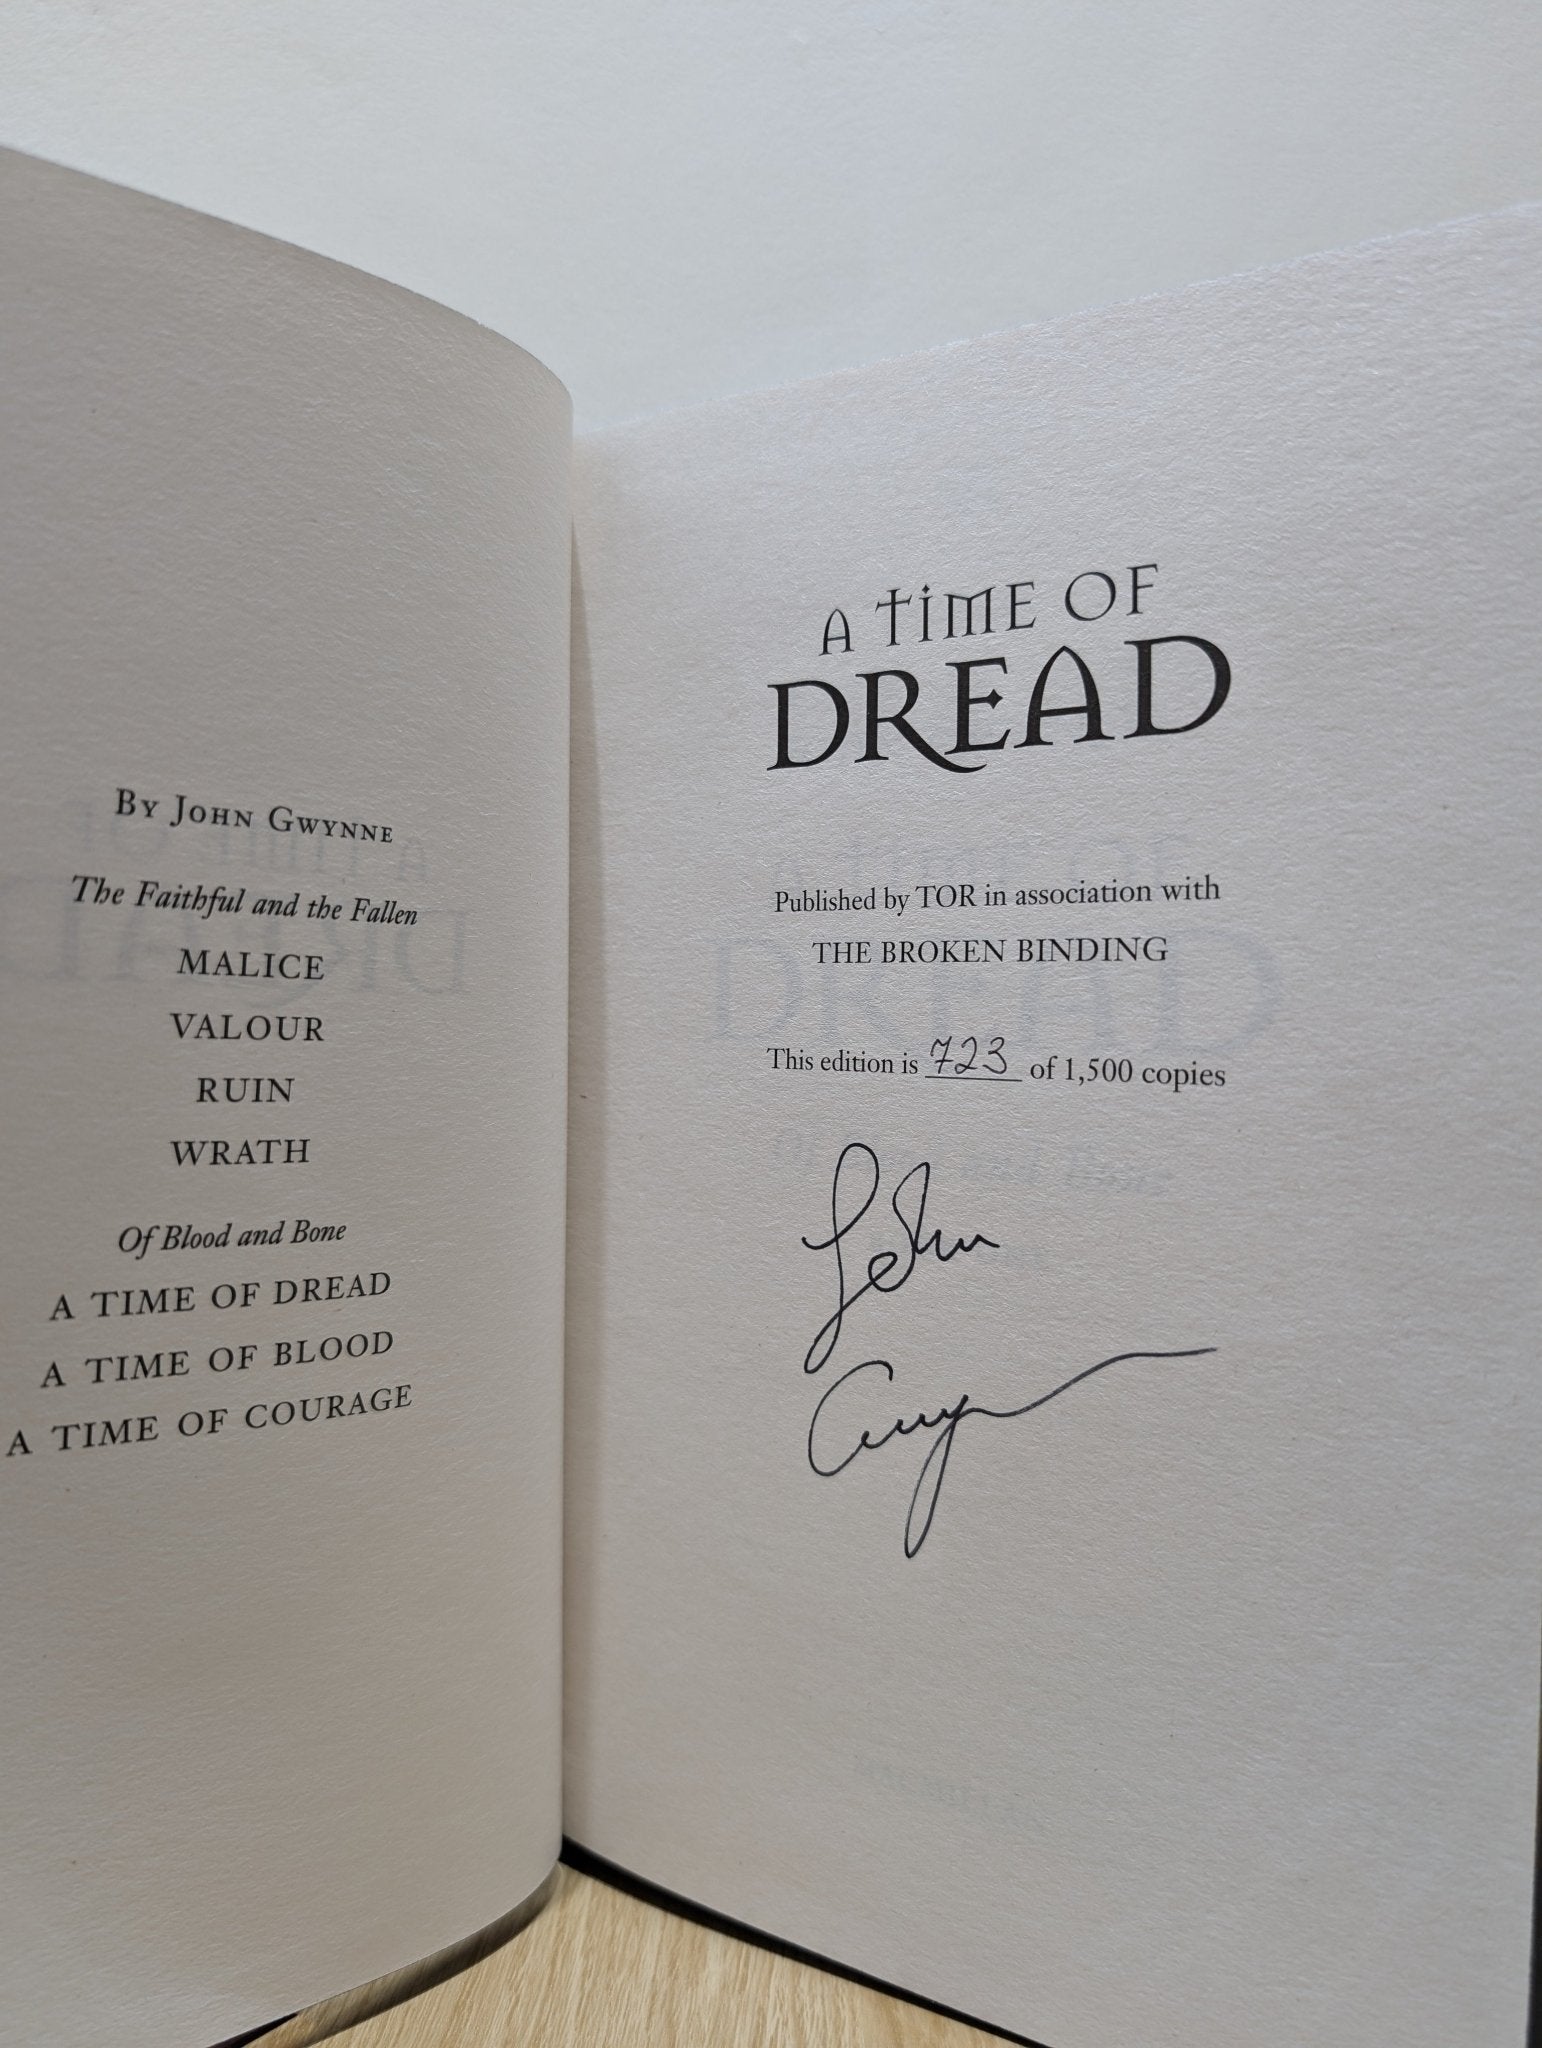 By John Gwynne
The Faithful and the Fallen
MALICE
VALOUR
RUIN
WRATH
Of Blood and Bone
A TIME OF DREAD
A TIME OF BLOOD
A TIME OF COURAGE
A TIME OF
DREAD
Published by TOR in association with
THE BROKEN BINDING
This edition is 723 of 1,500 copies
John
Gwynne